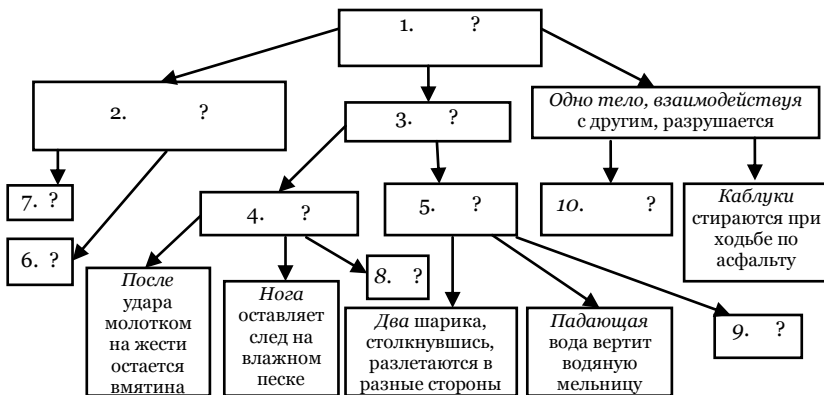 1. ?
2. ?
3. ?
Одно тело, взаимодействуя
с другим, разрушается
7. ?
4. ?
5. ?
10. ?
Каблуки
стираются при
ходьбе по
асфальту
6. ?
После
удара
молотком
на жести
остается
вмятина
Нога
оставляет
след на
влажном
песке
8. ?
Два шарика,
столкнувшись,
разлетаются в
разные стороны
Падающая
вода вертит
водяную
мельницу
9. ?